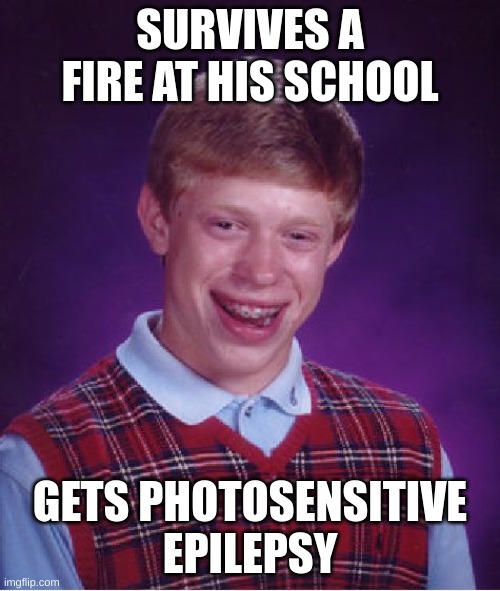 SURVIVES A
FIRE AT HIS SCHOOL
GETS PHOTOSENSITIVE
EPILEPSY
imgflip.com